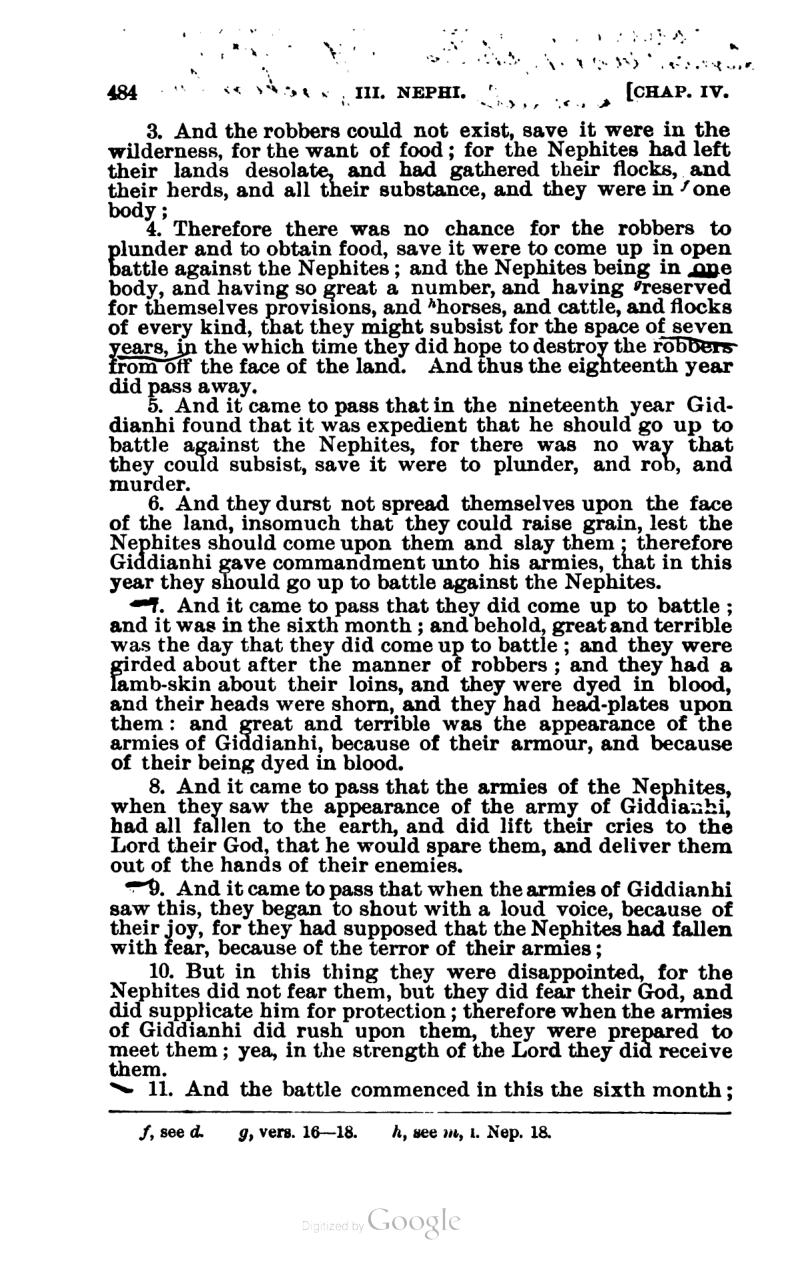 484 III. NEPHI. [CHAP. IV.
3. And the robbers could not exist, save it were in the
wilderness, for the want of food; for the Nephites had left
their lands desolate, and had gathered their flocks, and
their herds, and all their substance, and they were in f one
body;
4. Therefore there was no chance for the robbers to
plunder and to obtain food, save it were to come up in open
battle against the Nephites; and the Nephites being in one
body, and having so great a number, and having g reserved
for themselves provisions, and h horses, and cattle, and flocks
of every kind, that they might subsist for the space of seven
years, in the which time they did hope to destroy the robbers
from off the face of the land. And thus the eighteenth year
did pass away.
5. And it came to pass that in the nineteenth year Gid-
dianhi found that it was expedient that he should go up to
battle against the Nephites, for there was no way that
they could subsist, save it were to plunder, and rob, and
murder.
6. And they durst not spread themselves upon the face
of the land, insomuch that they could raise grain, lest the
Nephites should come upon them and slay them; therefore
Giddianhi gave commandment unto his armies, that in this
year they should go up to battle against the Nephites.
7. And it came to pass that they did come up to battle;
and it was in the sixth month; and behold, great and terrible
was the day that they did come up to battle; and they were
girded about after the manner of robbers; and they had a
lamb-skin about their loins, and they were dyed in blood,
and their heads were shorn, and they had head-plates upon
them: and great and terrible was the appearance of the
armies of Giddianhi, because of their armour, and because
of their being dyed in blood.
8. And it came to pass that the armies of the Nephites,
when they saw the appearance of the army of Giddianhi,
had all fallen to the earth, and did lift their cries to the
Lord their God, that he would spare them, and deliver them
out of the hands of their enemies.
9. And it came to pass that when the armies of Giddianhi
saw this, they began to shout with a loud voice, because of
their joy, for they had supposed that the Nephites had fallen
with fear, because of the terror of their armies;
10. But in this thing they were disappointed, for the
Nephites did not fear them, but they did fear their God, and
did supplicate him for protection; therefore when the armies
of Giddianhi did rush upon them, they were prepared to
meet them; yea, in the strength of the Lord they did receive
them.
11. And the battle commenced in this the sixth month;
f, see d. g, vers. 16—18. h, see m, I. Nep. 18.
Digitized by Google